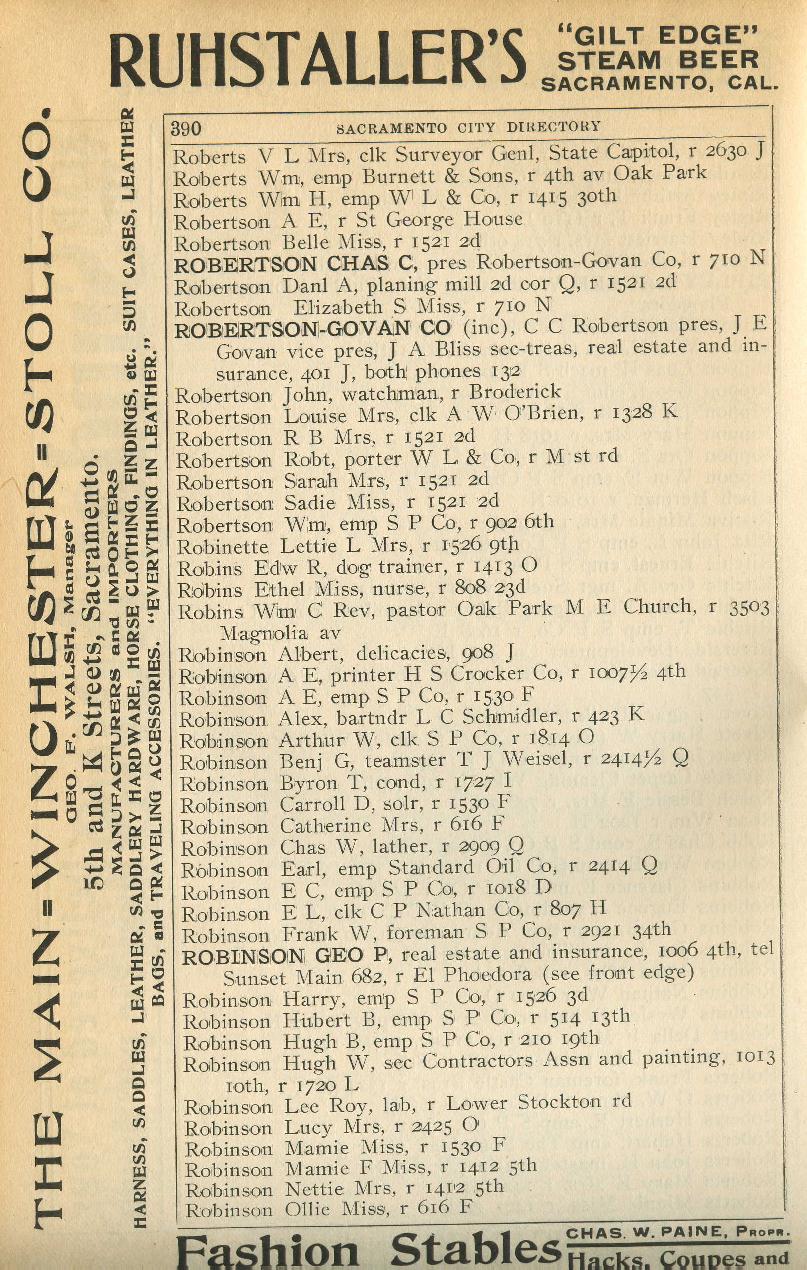 RUHSTALLER'S
"GILT EDGE"
STEAM BEER
SACRAMENTO, CAL.
THE MAIN=WINCHESTER=STOLL CO.
GEO. F. WALSH, Manager
5th and K Streets, Sacramento.
MANUFACTURERS and IMPORTERS
HARNESS, SADDLES, LEATHER, SADDLERY HARDWARE, HORSE CLOTHING, FINDINGS, etc. SUIT CASES, LEATHER
BAGS, and TRAVELING ACCESSORIES. "EVERYTHING IN LEATHER."
390 SACRAMENTO CITY DIRECTORY
Roberts V L Mrs, clk Surveyor Genl, State Capitol, r 2630 J
Roberts Wm, emp Burnett & Sons, r 4th av Oak Park
Roberts Wm H, emp W L & Co, r 1415 30th
Robertson A E, r St George House
Robertson Belle Miss, r 1521 2d
ROBERTSON CHAS C, pres Robertson-Govan Co, r 710 N
Robertson Danl A, planing mill 2d cor Q, r 1521 2d
Robertson Elizabeth S Miss, r 710 N
ROBERTSON-GOVAN CO (inc), C C Robertson pres, J E
Govan vice pres, J A Bliss sec-treas, real estate and in-
surance, 401 J, both phones 132
Robertson John, watchman, r Broderick
Robertson Louise Mrs, clk A W O'Brien, r 1328 K
Robertson R B Mrs, r 1521 2d
Robertson Robt, porter W L & Co, r M st rd
Robertson Sarah Mrs, r 1521 2d
Robertson Sadie Miss, r 1521 2d
Robertson Wm, emp S P Co, r 902 6th
Robinette Lettie L Mrs, r 1526 9th
Robins Edw R, dog trainer, r 1413 O
Robins Ethel Miss, nurse, r 808 23d
Robins Wm C Rev, pastor Oak Park M E Church, r 3503
Magnolia av
Robinson Albert, delicacies, 908 J
Robinson A E, printer H S Crocker Co, r 1007½ 4th
Robinson A E, emp S P Co, r 1530 F
Robinson Alex, bartndr L C Schmidler, r 423 K
Robinson Arthur W, clk S P Co, r 1814 O
Robinson Benj G, teamster T J Weisel, r 2414½ Q
Robinson Byron T, cond, r 1727 I
Robinson Carroll D, solr, r 1530 F
Robinson Catherine Mrs, r 616 F
Robinson Chas W, lather, r 2909 Q
Robinson Earl, emp Standard Oil Co, r 2414 Q
Robinson E C, emp S P Co, r 1018 D
Robinson E L, clk C P Nathan Co, r 807 H
Robinson Frank W, foreman S P Co, r 2921 34th
ROBINSON GEO P, real estate and insurance, 1006 4th, tel
Sunset Main 682, r El Phoedora (see front edge)
Robinson Harry, emp S P Co, r 1526 3d
Robinson Hubert B, emp S P Co, r 514 13th
Robinson Hugh B, emp S P Co, r 210 19th
Robinson Hugh W, sec Contractors Assn and painting, 1013
10th, r 1720 L
Robinson Lee Roy, lab, r Lower Stockton rd
Robinson Lucy Mrs, r 2425 O
Robinson Mamie Miss, r 1530 F
Robinson Mamie F Miss, r 1412 5th
Robinson Nettie Mrs, r 1412 5th
Robinson Ollie Miss, r 616 F
Fashion Stables
CHAS. W. PAINE, PROPR.
Hacks, Coupes and